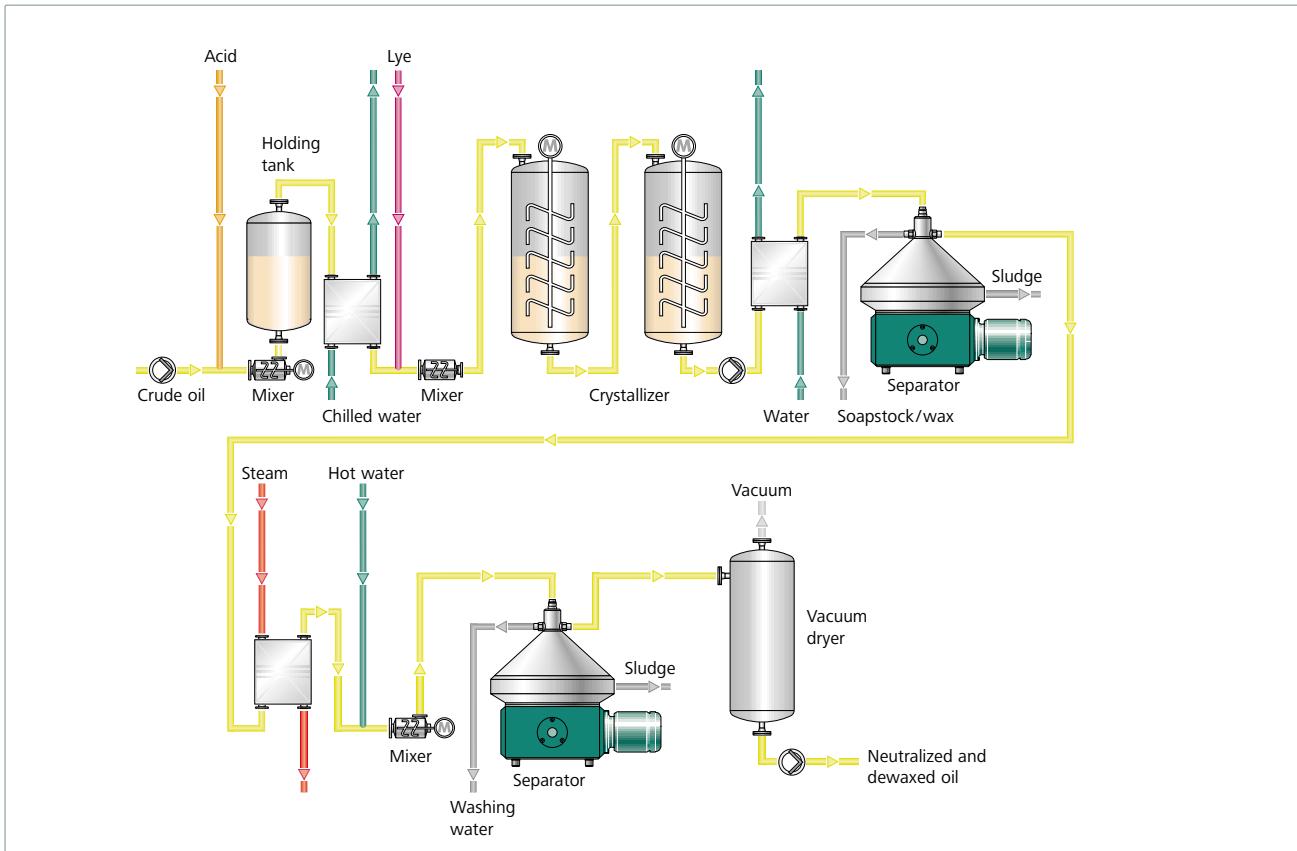 Acid
Lye
Holding
tank
M
M
Sludge
M
Crude oil
Mixer
Chilled water
Mixer
Crystallizer
Water
Separator
Soapstock/wax
Steam
Hot water
Vacuum
Vacuum
dryer
Sludge
M
Mixer
Separator
Washing
water
Neutralized and
dewaxed oil